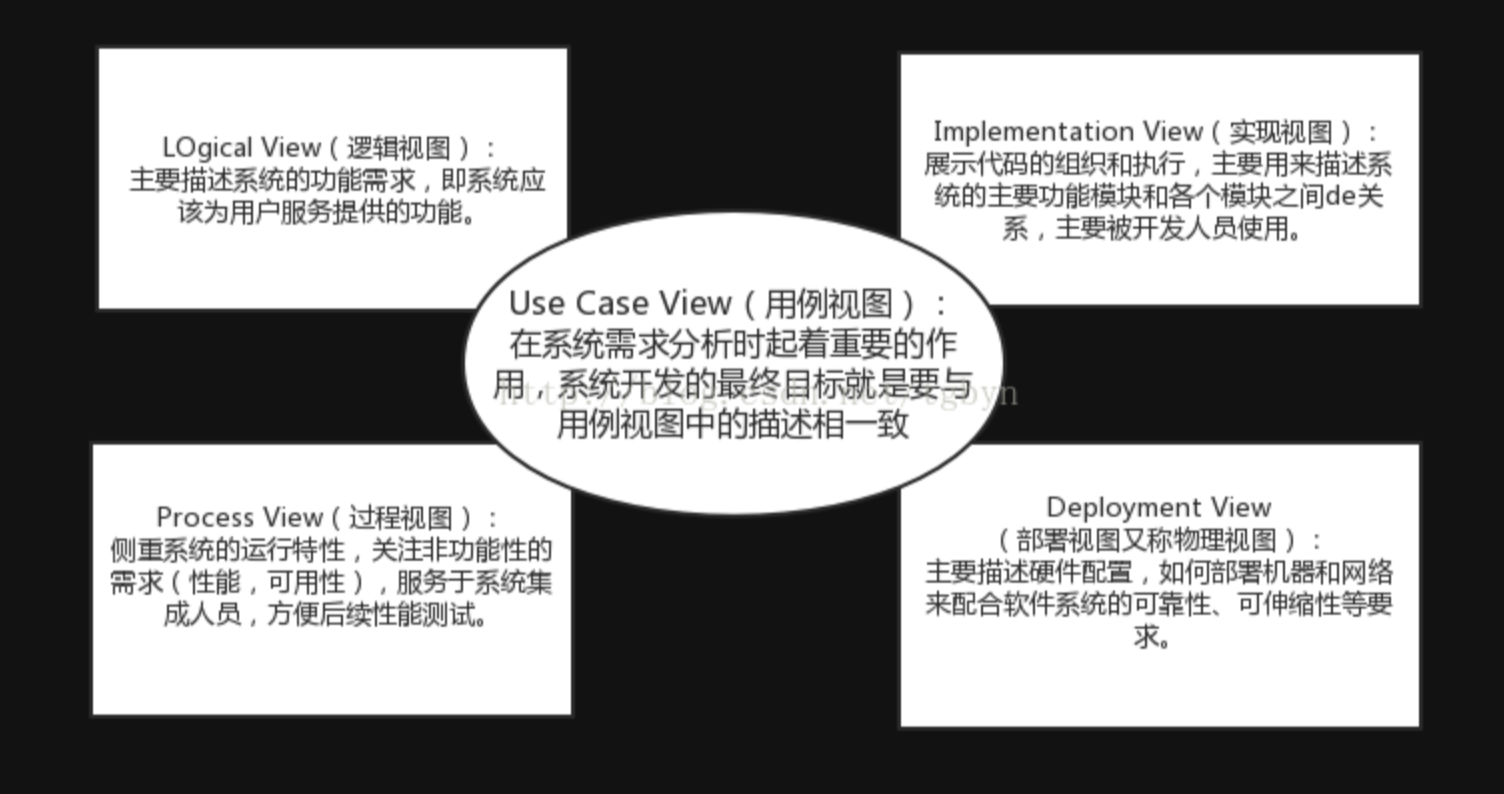 LOgical View（逻辑视图）：
主要描述系统的功能需求，即系统应
该为用户服务提供的功能。
Implementation View（实现视图）：
展示代码的组织和执行，主要用来描述系
统的主要功能模块和各个模块之间de关
系，主要被开发人员使用。
Use Case View（用例视图）：
在系统需求分析时起着重要的作
用，系统开发的最终目标就是要与
用例视图中的描述相一致
http://blog.csdn.net/tgbyn
Process View（过程视图）：
侧重系统的运行特性，关注非功能性的
需求（性能，可用性），服务于系统集
成人员，方便后续性能测试。
Deployment View
（部署视图又称物理视图）：
主要描述硬件配置，如何部署机器和网络
来配合软件系统的可靠性、可伸缩性等要
求。